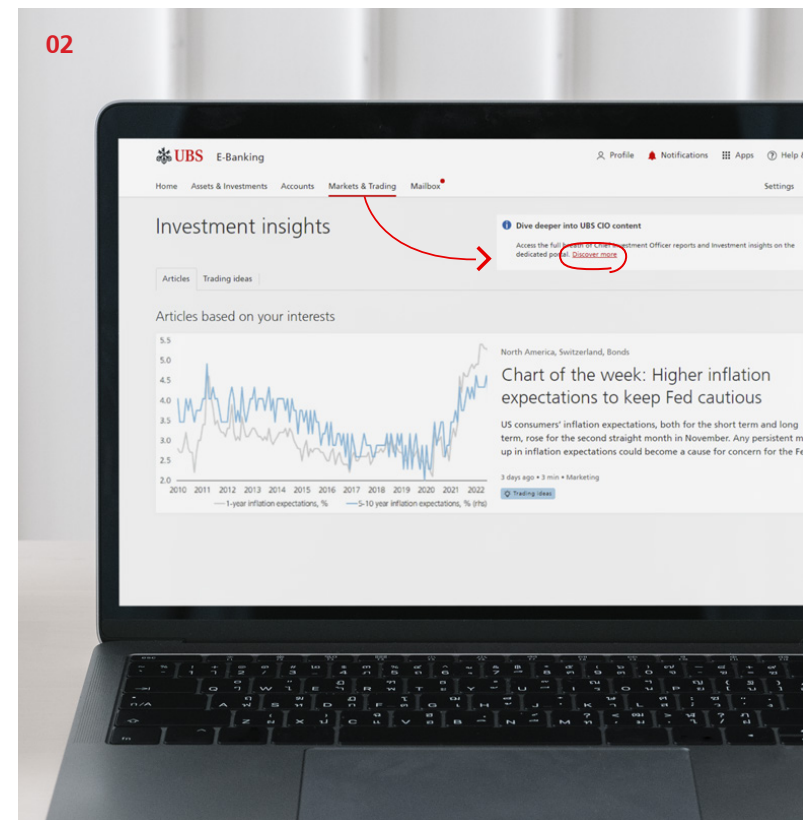 02
UBS E-Banking
Profile Notifications Apps Help &
Home Assets & Investments Accounts Markets & Trading Mailbox Settings
Investment insights
Dive deeper into UBS CIO content
Access the full breath of Chief Investment Officer reports and Investment insights on the
dedicated portal. Discover more
Articles Trading ideas
Articles based on your interests
5.5
5.0
4.5
4.0
3.5
3.0
2.5
2.0
2010 2011 2012 2013 2014 2015 2016 2017 2018 2019 2020 2021 2022
1-year inflation expectations, % 5-10 year inflation expectations, % (rhs)
North America, Switzerland, Bonds
Chart of the week: Higher inflation
expectations to keep Fed cautious
US consumers' inflation expectations, both for the short term and long
term, rose for the second straight month in November. Any persistent m
up in inflation expectations could become a cause for concern for the Fe
3 days ago • 3 min • Marketing
Trading ideas
Q W E R T Y U I O P
A S D F G H J K L
Z X C V B N M